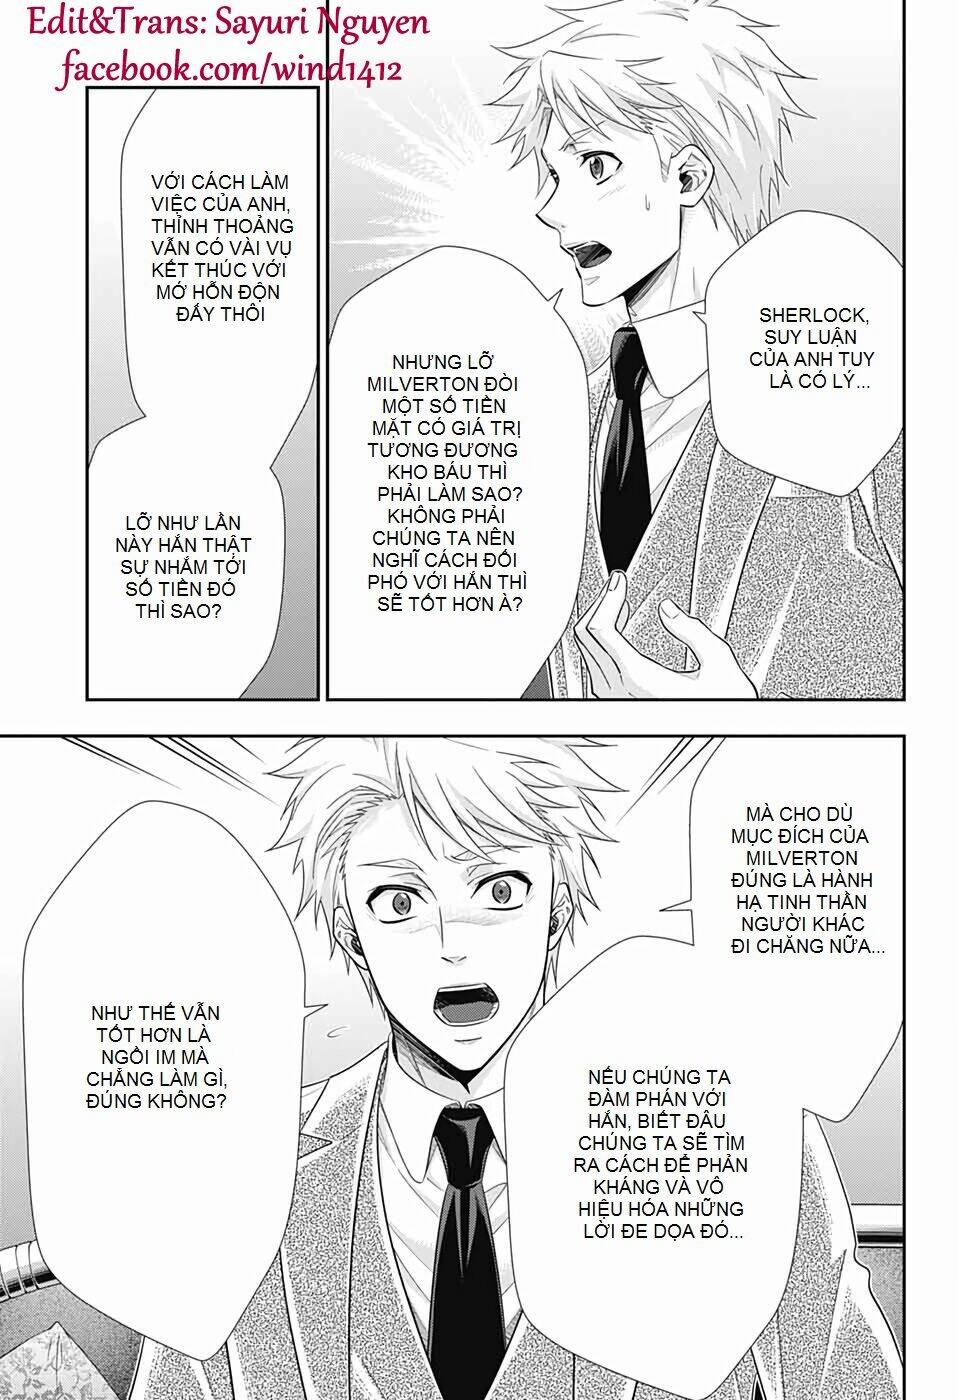 Edit&Trans: Sayuri Nguyen
facebook.com/wind1412
SHERLOCK,
SUY LUẬN
CỦA ANH TUY
LÀ CÓ LÝ...
NHƯNG LỠ
MILVERTON ĐÒI
MỘT SỐ TIỀN
MẶT CÓ GIÁ TRỊ
TƯƠNG ĐƯƠNG
KHO BÁU THÌ
PHẢI LÀM SAO?
KHÔNG PHẢI
CHÚNG TA NÊN
NGHĨ CÁCH ĐỐI
PHÓ VỚI HẮN THÌ
SẼ TỐT HƠN À?
VỚI CÁCH LÀM
VIỆC CỦA ANH,
THỈNH THOẢNG
VẪN CÓ VÀI VỤ
KẾT THÚC VỚI
MỚ HỖN ĐỘN
ĐẤY THÔI
LỠ NHƯ LẦN
NÀY HẮN THẬT
SỰ NHẮM TỚI
SỐ TIỀN ĐÓ
THÌ SAO?
MÀ CHO DÙ
MỤC ĐÍCH CỦA
MILVERTON
ĐÚNG LÀ HÀNH
HẠ TINH THẦN
NGƯỜI KHÁC
ĐI CHĂNG NỮA...
NẾU CHÚNG TA
ĐÀM PHÁN VỚI
HẮN, BIẾT ĐÂU
CHÚNG TA SẼ TÌM
RA CÁCH ĐỂ PHẢN
KHÁNG VÀ VÔ
HIỆU HÓA NHỮNG
LỜI ĐE DỌA ĐÓ...
NHƯ THẾ VẪN
TỐT HƠN LÀ
NGỒI IM MÀ
CHẲNG LÀM GÌ,
ĐÚNG KHÔNG?